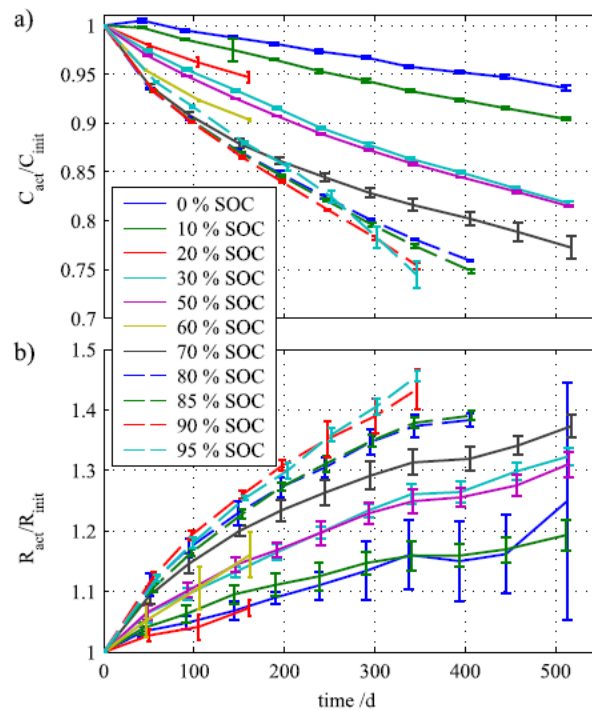 a)
1
0.95
0.9
0.85
0.8
0.75
0.7
C_act/C_init
0 % SOC
10 % SOC
20 % SOC
30 % SOC
50 % SOC
60 % SOC
70 % SOC
80 % SOC
85 % SOC
90 % SOC
95 % SOC
b)
1.5
1.4
1.3
1.2
1.1
1
R_act/R_init
0 100 200 300 400 500
time /d